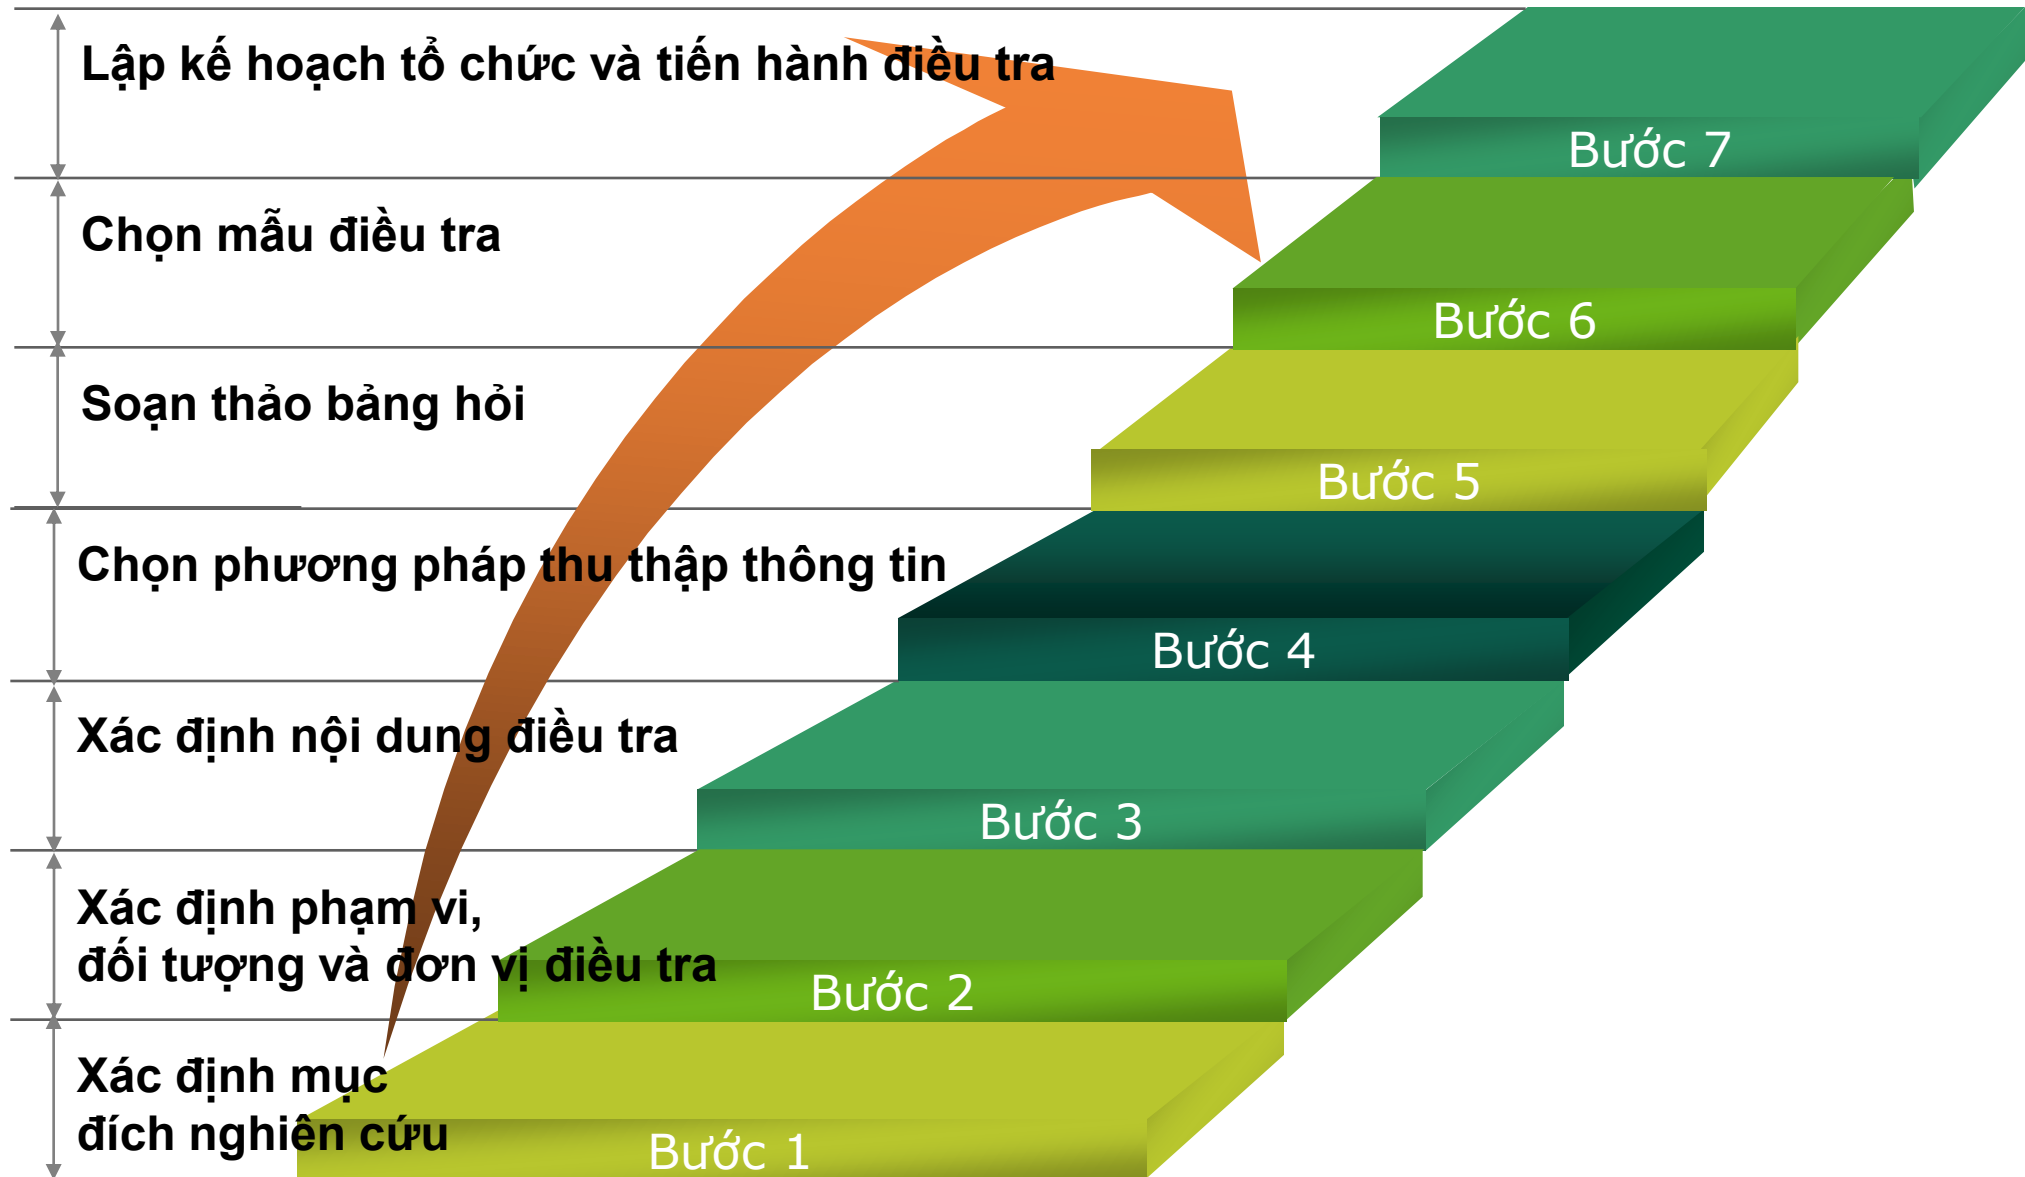 Lập kế hoạch tổ chức và tiến hành điều tra
Bước 7
Chọn mẫu điều tra
Bước 6
Soạn thảo bảng hỏi
Bước 5
Chọn phương pháp thu thập thông tin
Bước 4
Xác định nội dung điều tra
Bước 3
Xác định phạm vi,
đối tượng và đơn vị điều tra
Bước 2
Xác định mục
đích nghiên cứu
Bước 1